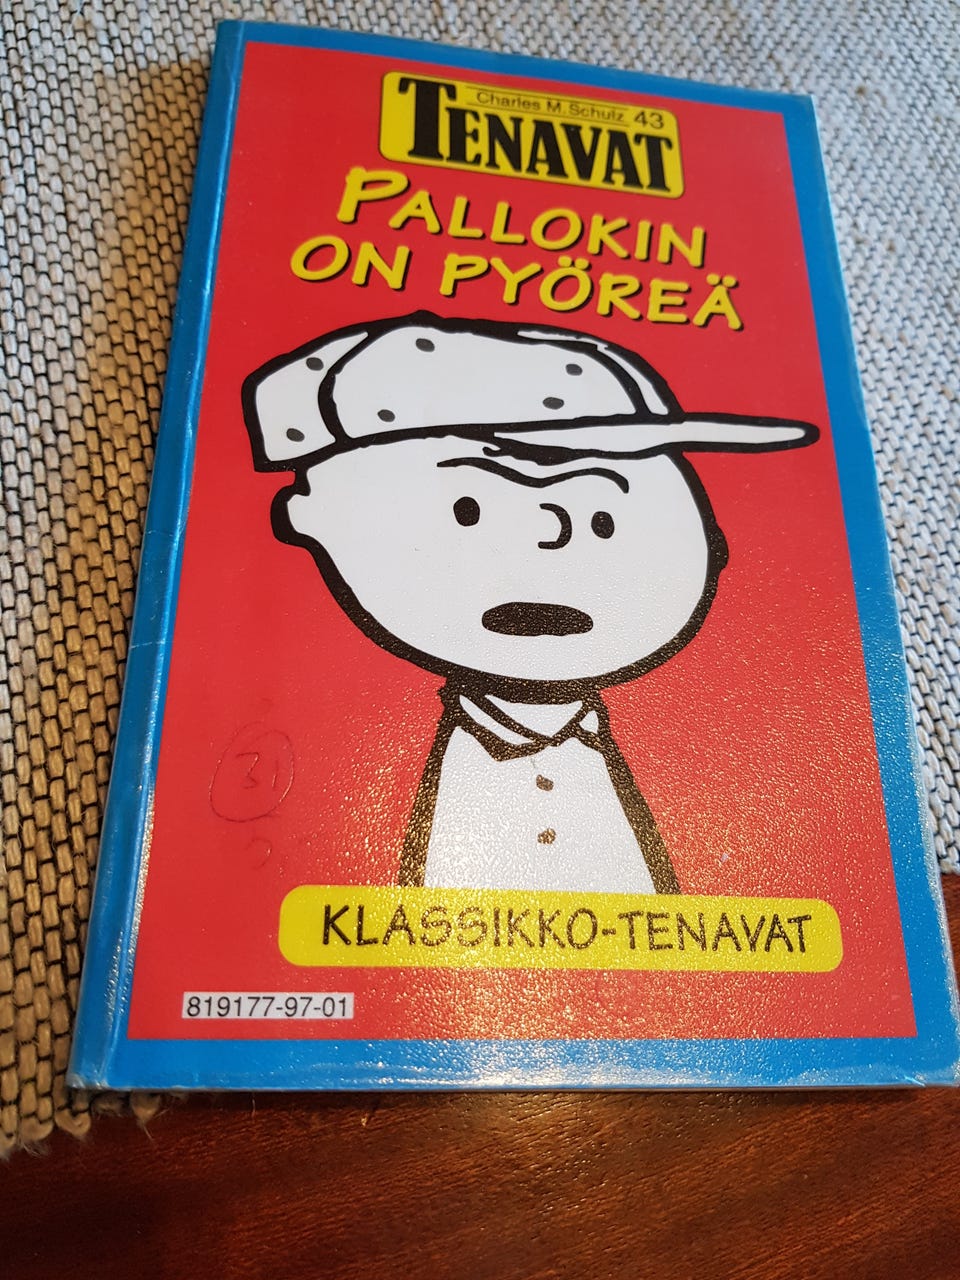 Charles M. Schulz 43
TENAVAT
PALLOKIN
ON PYÖREÄ
31
KLASSIKKO-TENAVAT
819177-97-01